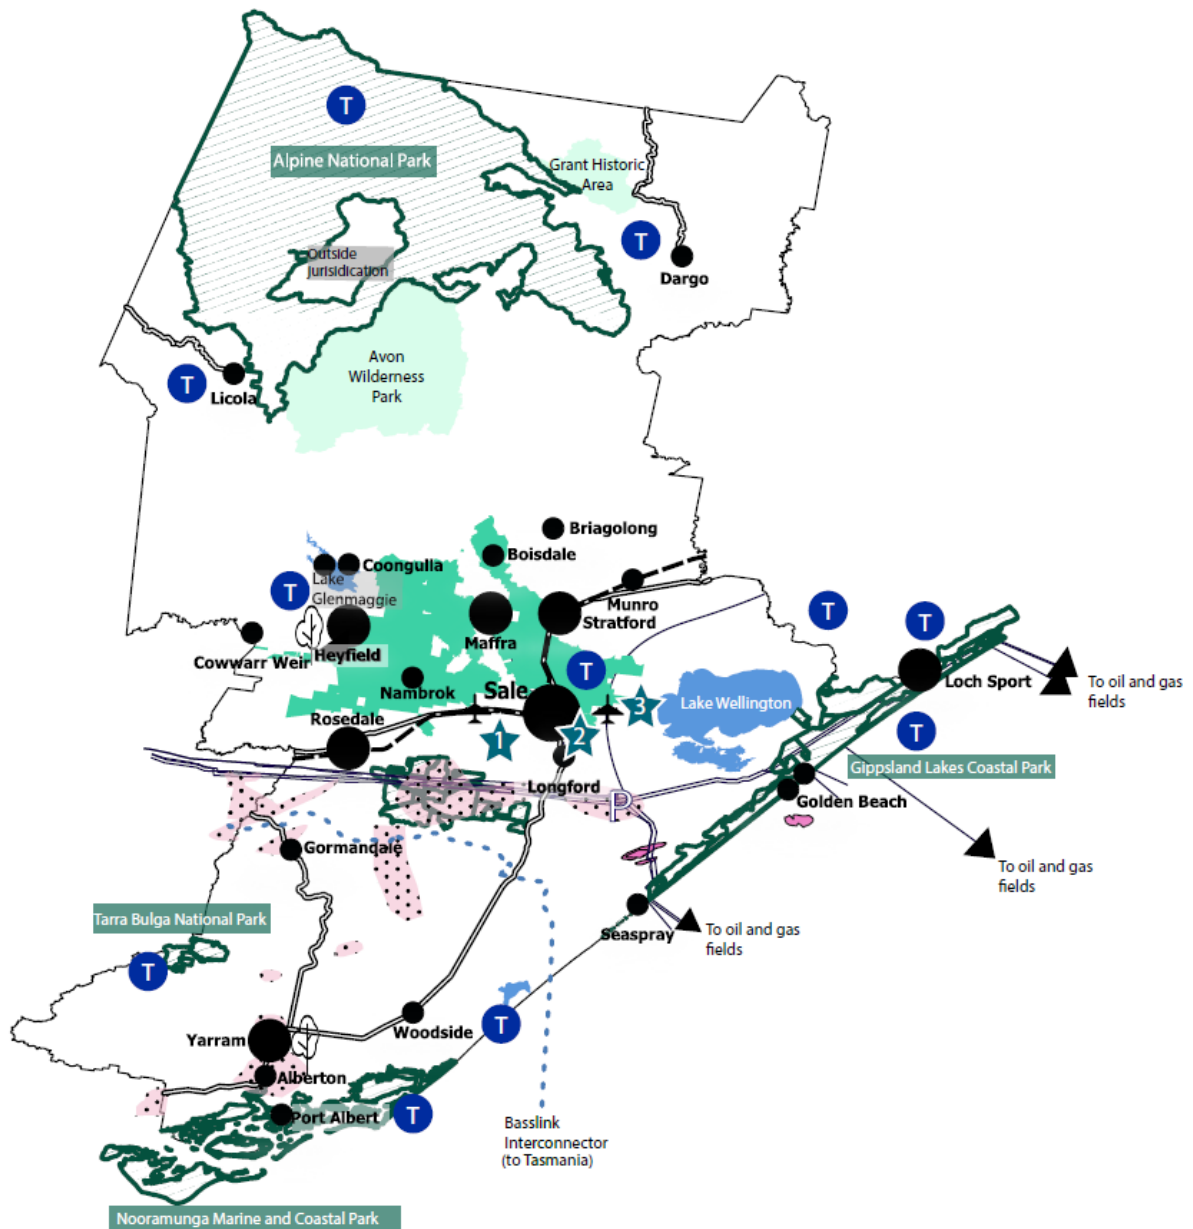 T
Alpine National Park
Grant Historic
Area
T
Dargo
Outside
jurisidication
Avon
Wilderness
Park
T
Licola
Briagolong
Boisdale
Coongulla
T
Lake
Glenmaggie
Munro
Stratford
T
T
Maffra
Heyfield
Cowwarr Weir
T
Nambrok
Sale
Loch Sport
To oil and gas
fields
Rosedale
3
Lake Wellington
1
2
T
Gippsland Lakes Coastal Park
Longford
P
Golden Beach
Gormandale
To oil and gas
fields
Tarra Bulga National Park
Seaspray
To oil and gas
fields
T
T
Woodside
Yarram
Alberton
Port Albert
T
Basslink
Interconnector
(to Tasmania)
Nooramunga Marine and Coastal Park